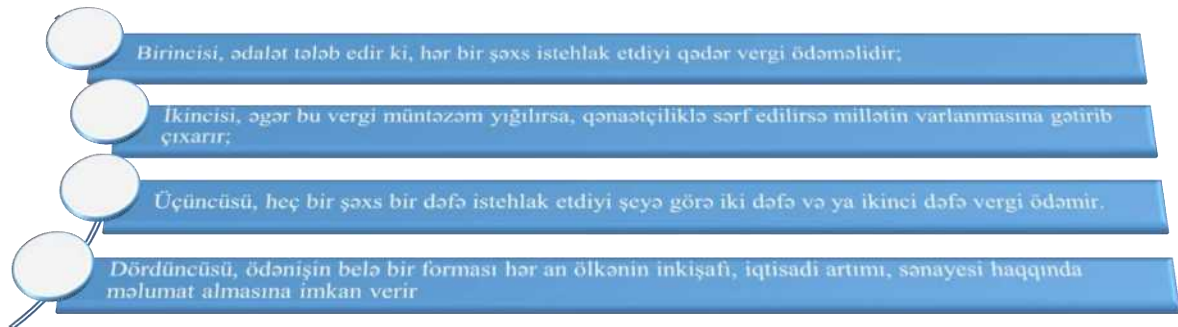 Birincisi, ədalət tələb edir ki, hər bir şəxs istehlak etdiyi qədər vergi ödəməlidir;
İkincisi, əgər bu vergi müntəzəm yığılırsa, qənaətçiliklə sərf edilirsə millətin varlanmasına gətirib
çıxarır;
Üçüncüsü, heç bir şəxs bir dəfə istehlak etdiyi şeyə görə iki dəfə və ya ikinci dəfə vergi ödəmir.
Dördüncüsü, ödənişin belə bir forması hər an ölkənin inkişafı, iqtisadi artımı, sənayesi haqqında
məlumat almasına imkan verir